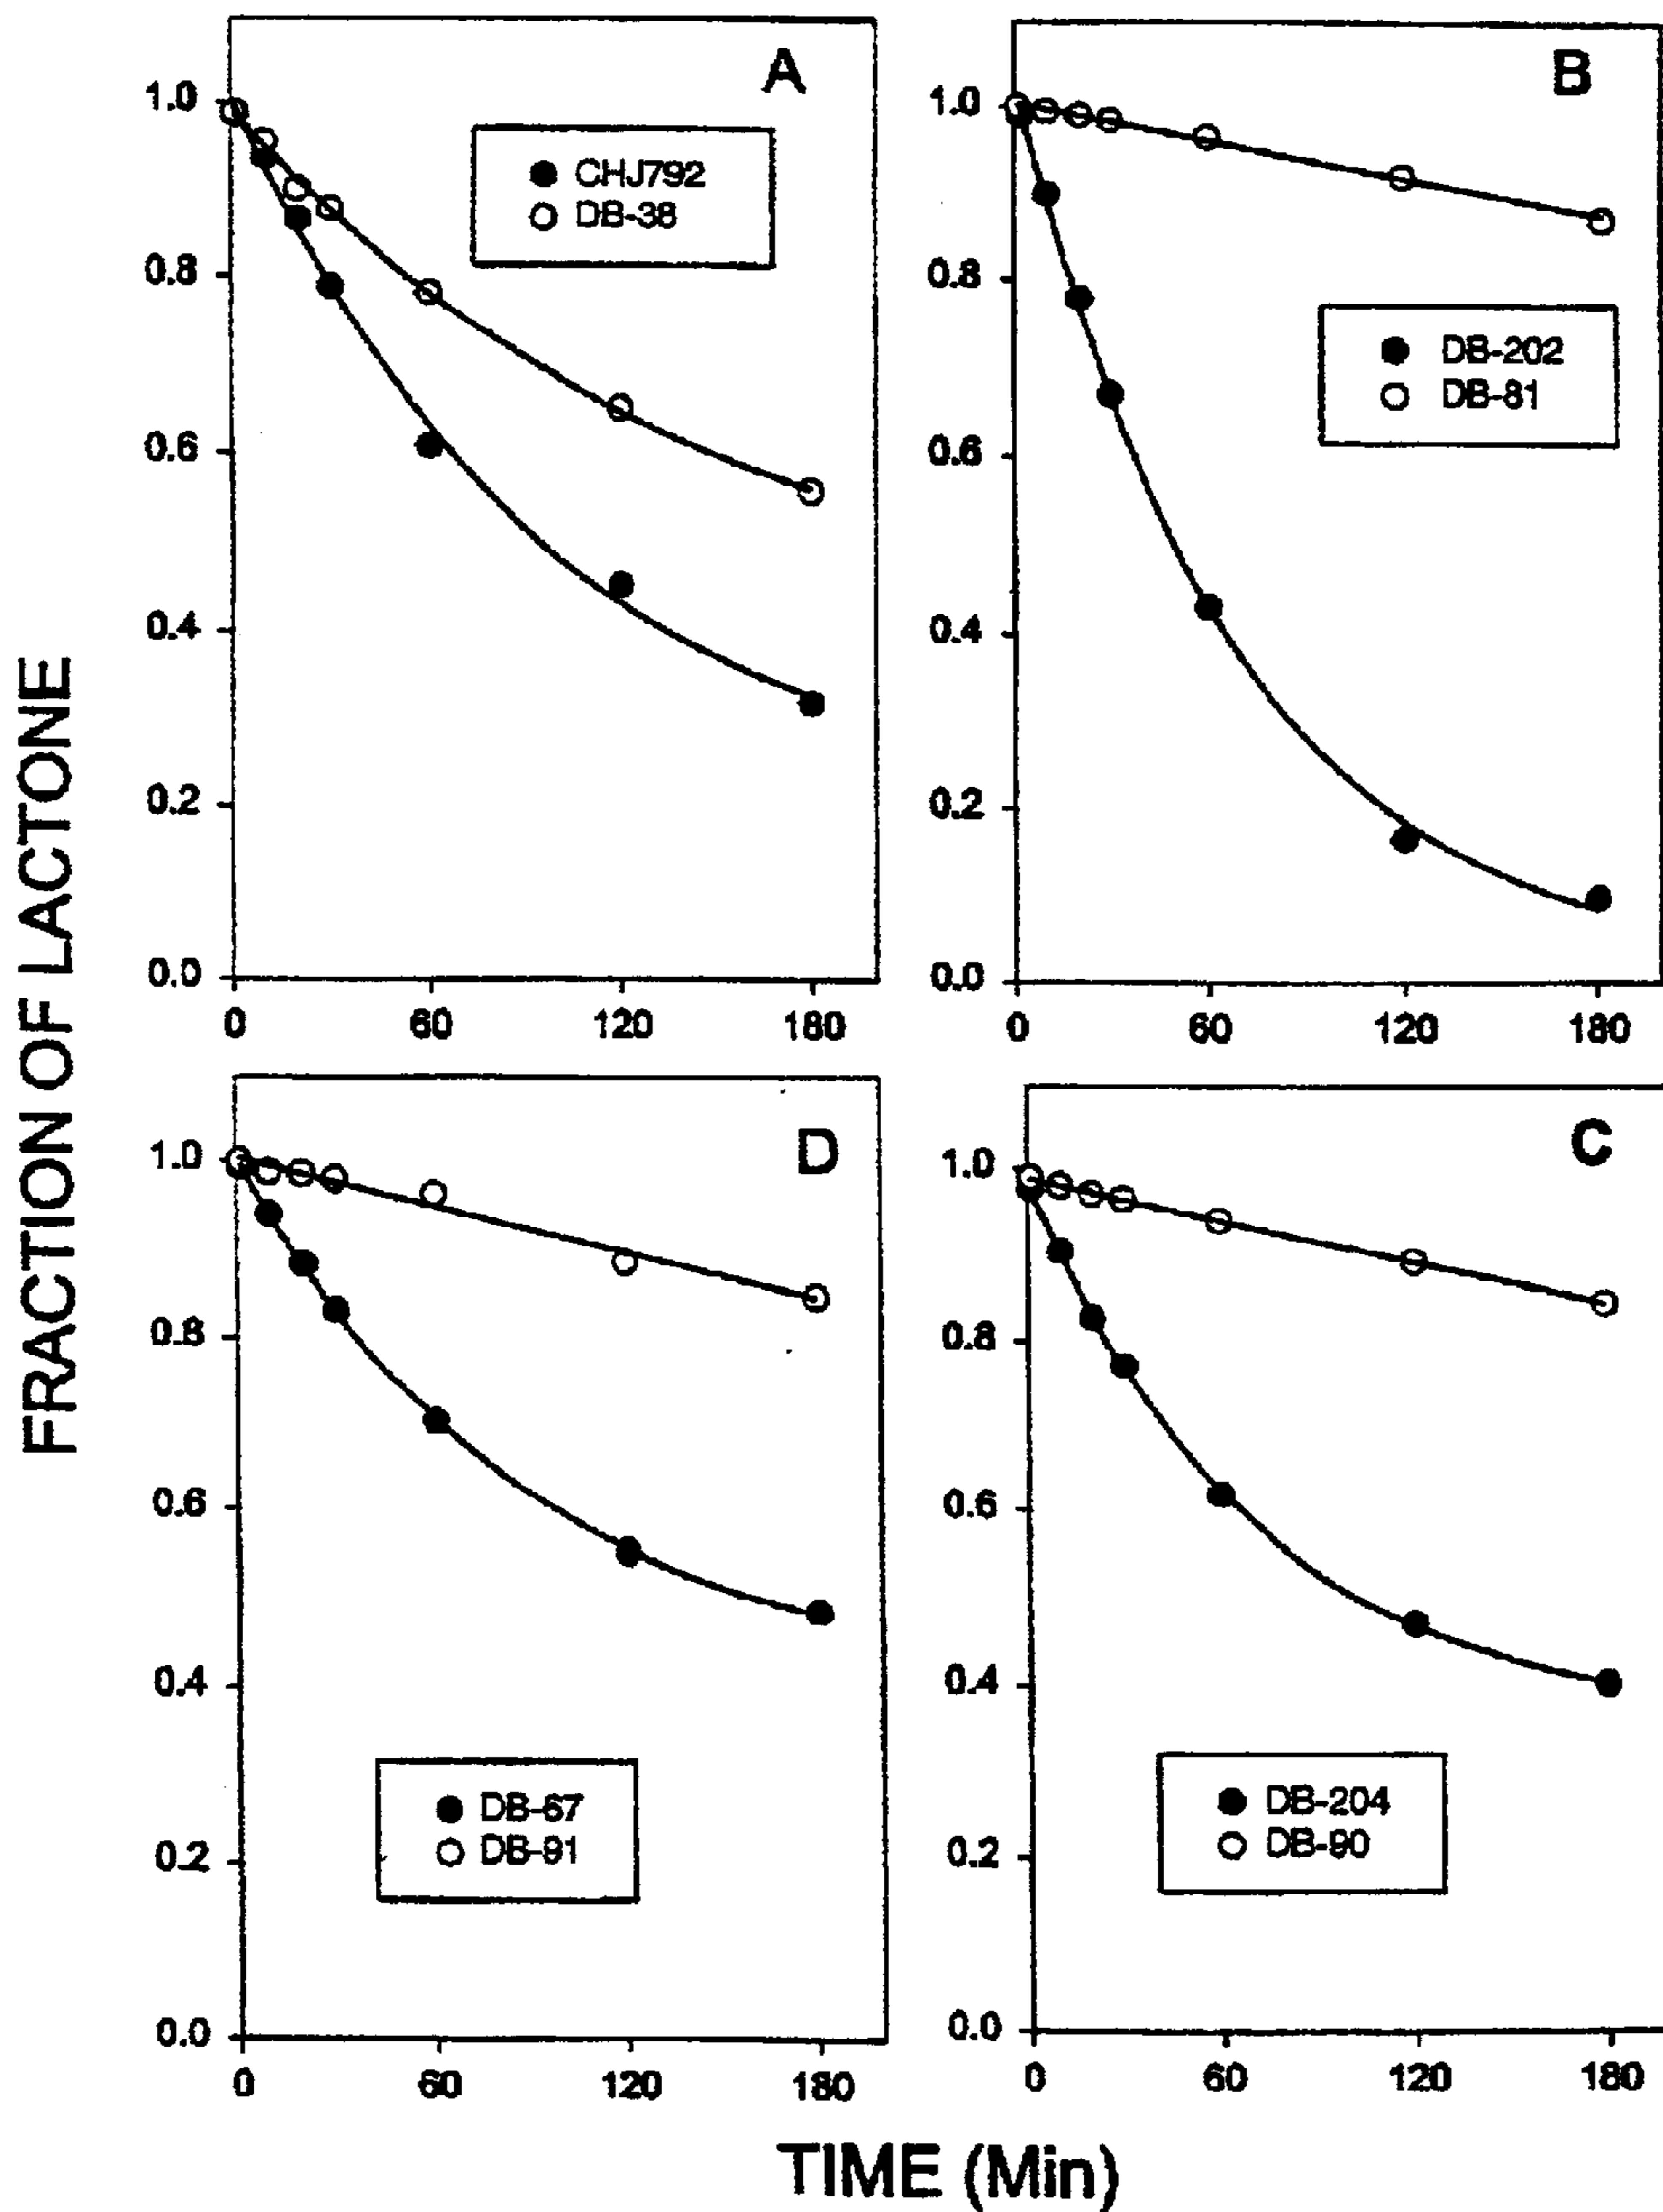 FRACTION OF LACTONE
A
1.0
0.8
0.6
0.4
0.2
0.0
0 60 120 180
CHJ792
DB-38
B
1.0
0.8
0.6
0.4
0.2
0.0
0 60 120 180
DB-202
DB-81
D
1.0
0.8
0.6
0.4
0.2
0.0
0 60 120 180
DB-67
DB-91
C
1.0
0.8
0.6
0.4
0.2
0.0
0 60 120 180
DB-204
DB-90
TIME (Min)